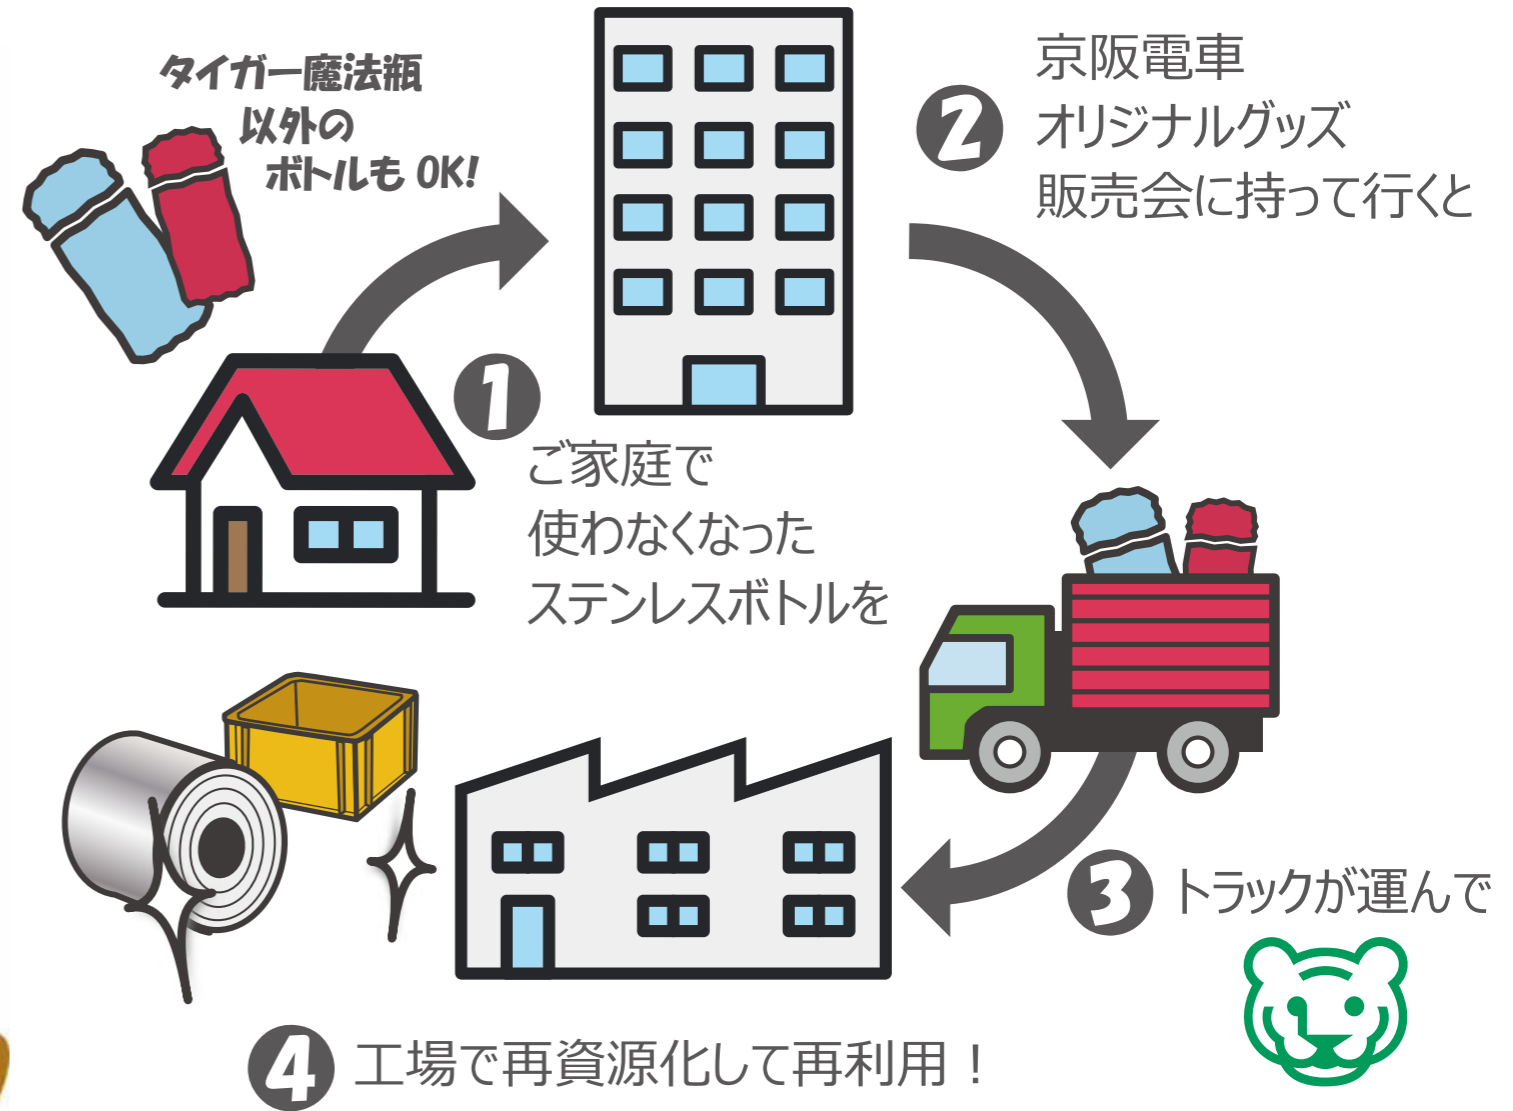 タイガー魔法瓶
以外の
ボトルも OK!
1
ご家庭で
使わなくなった
ステンレスボトルを
2
京阪電車
オリジナルグッズ
販売会に持って行くと
3
トラックが運んで
4
工場で再資源化して再利用！